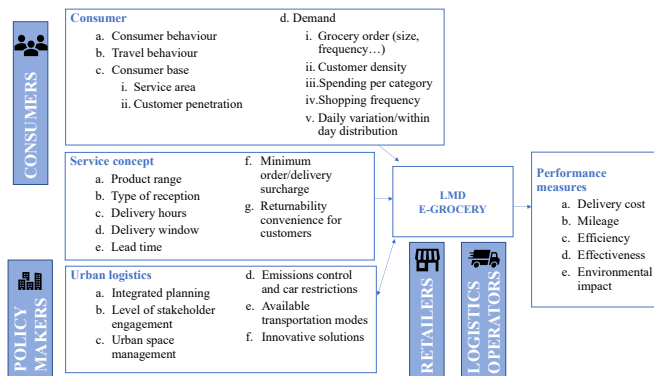 CONSUMERS
Consumer
a. Consumer behaviour
b. Travel behaviour
c. Consumer base
i. Service area
ii. Customer penetration
d. Demand
i. Grocery order (size,
frequency…)
ii. Customer density
iii.Spending per category
iv.Shopping frequency
v. Daily variation/within
day distribution
Service concept
a. Product range
b. Type of reception
c. Delivery hours
d. Delivery window
e. Lead time
f. Minimum
order/delivery
surcharge
g. Returnability
convenience for
customers
LMD
E-GROCERY
Performance
measures
a. Delivery cost
b. Mileage
c. Efficiency
d. Effectiveness
e. Environmental
impact
POLICY
MAKERS
Urban logistics
a. Integrated planning
b. Level of stakeholder
engagement
c. Urban space
management
d. Emissions control
and car restrictions
e. Available
transportation modes
f. Innovative solutions
RETAILERS
LOGISTICS
OPERATORS